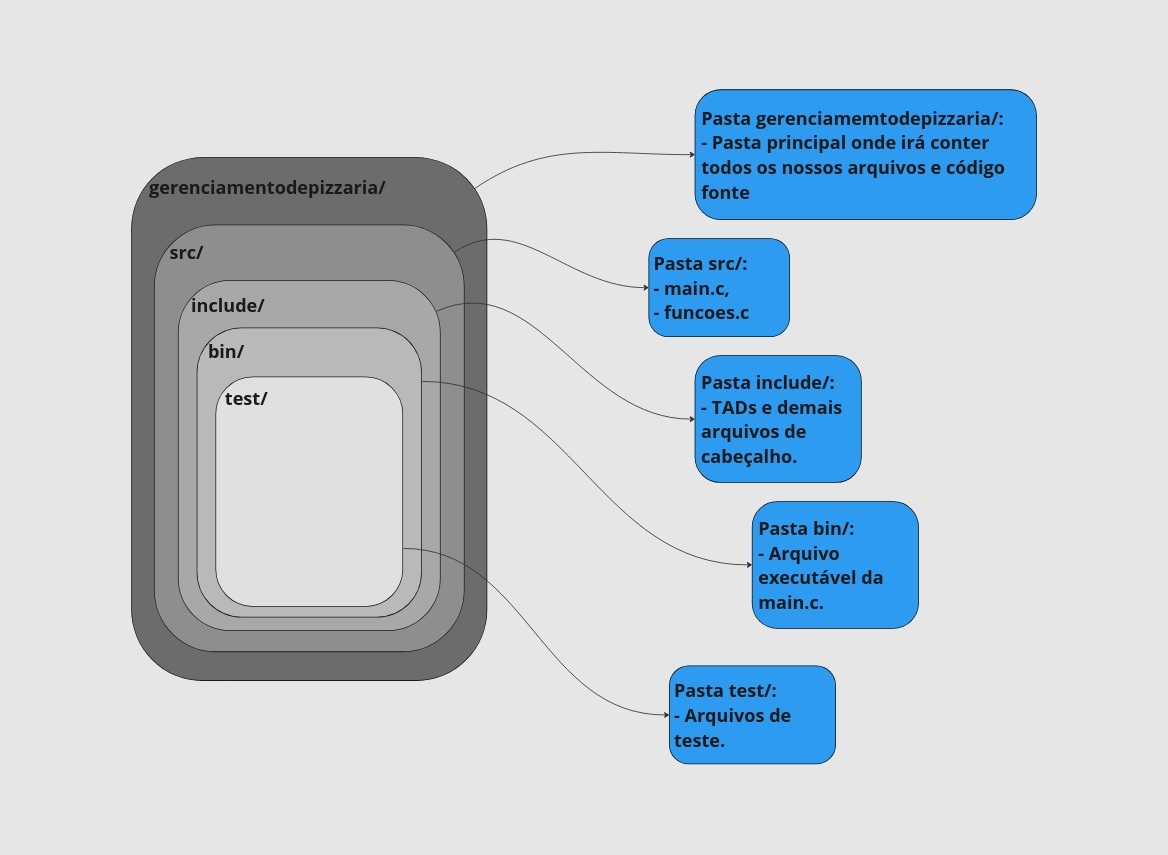 gerenciamentodepizzaria/
src/
include/
bin/
test/
Pasta gerenciamemtodepizzaria/:
- Pasta principal onde irá conter
todos os nossos arquivos e código
fonte
Pasta src/:
- main.c,
- funcoes.c
Pasta include/:
- TADs e demais
arquivos de
cabeçalho.
Pasta bin/:
- Arquivo
executável da
main.c.
Pasta test/:
- Arquivos de
teste.